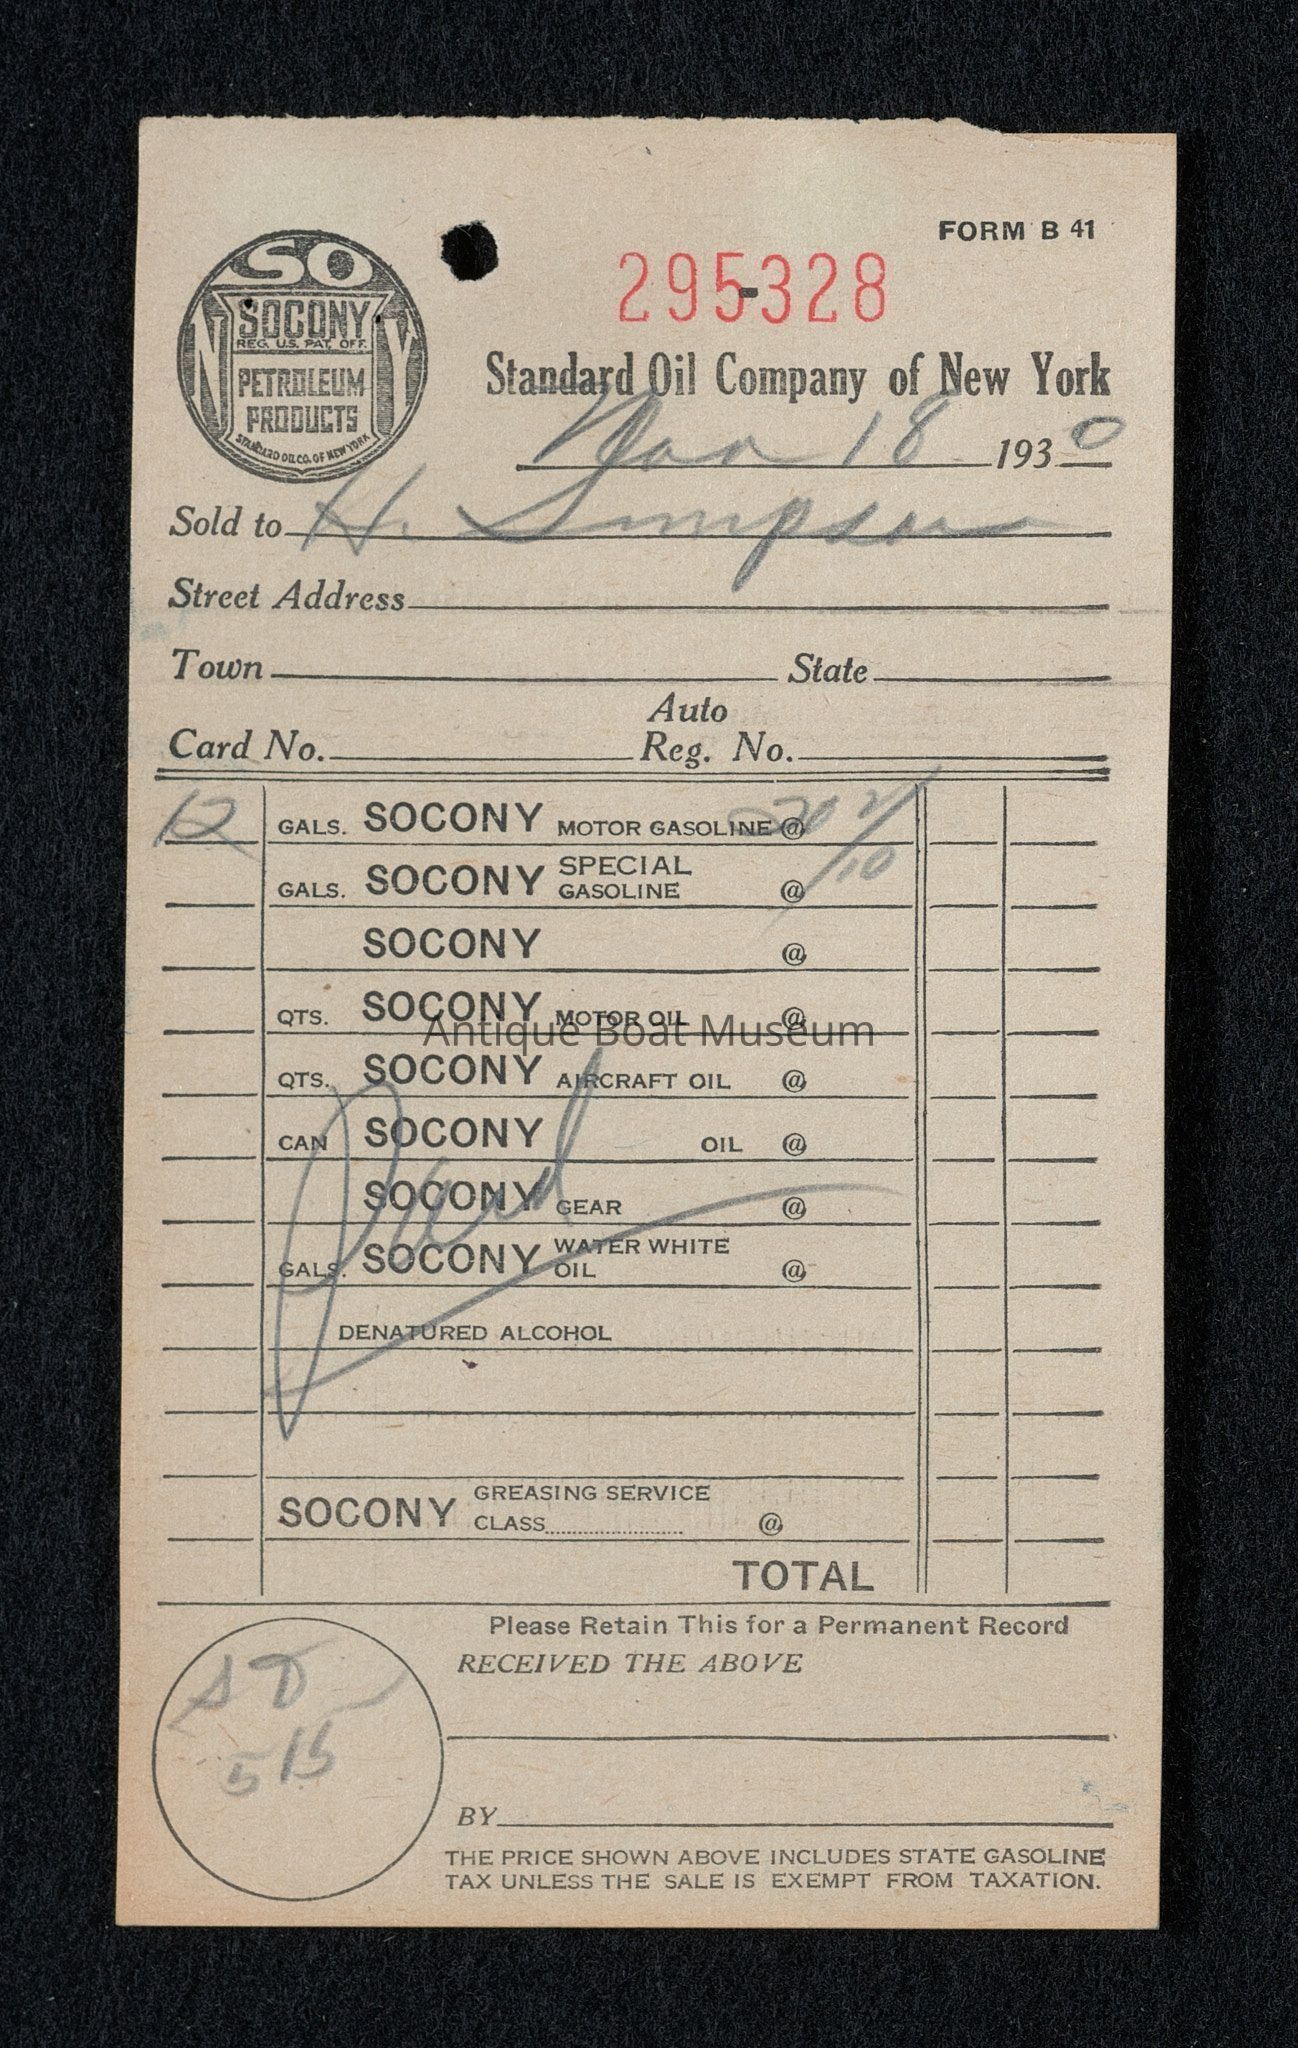 FORM B 41
SO
NY
SOCONY
REG. U.S. PAT. OFF.
PETROLEUM
PRODUCTS
STANDARD OIL CO. OF NEW YORK
295328
Standard Oil Company of New York
18 1930
Sold to H. Simpson
Street Address
Town State
Card No. Auto Reg. No.
12 GALS. SOCONY MOTOR GASOLINE @ 20
GALS. SOCONY SPECIAL GASOLINE @ /10
SOCONY @
QTS. SOCONY MOTOR OIL @
Antique Boat Museum
QTS. SOCONY AIRCRAFT OIL @
CAN SOCONY OIL @
SOCONY GEAR @
GALS. SOCONY WATER WHITE OIL @
Paid
DENATURED ALCOHOL
SOCONY GREASING SERVICE
CLASS @
TOTAL
Please Retain This for a Permanent Record
RECEIVED THE ABOVE
515
BY
THE PRICE SHOWN ABOVE INCLUDES STATE GASOLINE
TAX UNLESS THE SALE IS EXEMPT FROM TAXATION.